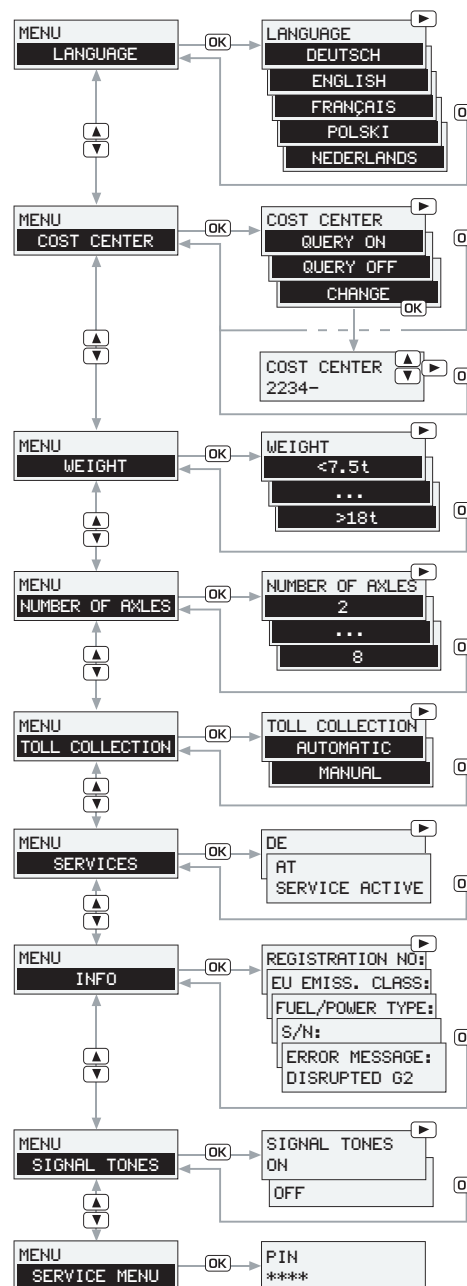 MENU
LANGUAGE
OK
LANGUAGE
DEUTSCH
ENGLISH
FRANÇAIS
POLSKI
NEDERLANDS
MENU
COST CENTER
OK
COST CENTER
QUERY ON
QUERY OFF
CHANGE
OK
COST CENTER
2234-
MENU
WEIGHT
OK
WEIGHT
<7.5t
...
>18t
MENU
NUMBER OF AXLES
OK
NUMBER OF AXLES
2
...
8
MENU
TOLL COLLECTION
OK
TOLL COLLECTION
AUTOMATIC
MANUAL
MENU
SERVICES
OK
DE
AT
SERVICE ACTIVE
MENU
INFO
OK
REGISTRATION NO:
EU EMISS. CLASS:
FUEL/POWER TYPE:
S/N:
ERROR MESSAGE:
DISRUPTED G2
MENU
SIGNAL TONES
OK
SIGNAL TONES
ON
OFF
MENU
SERVICE MENU
OK
PIN
****